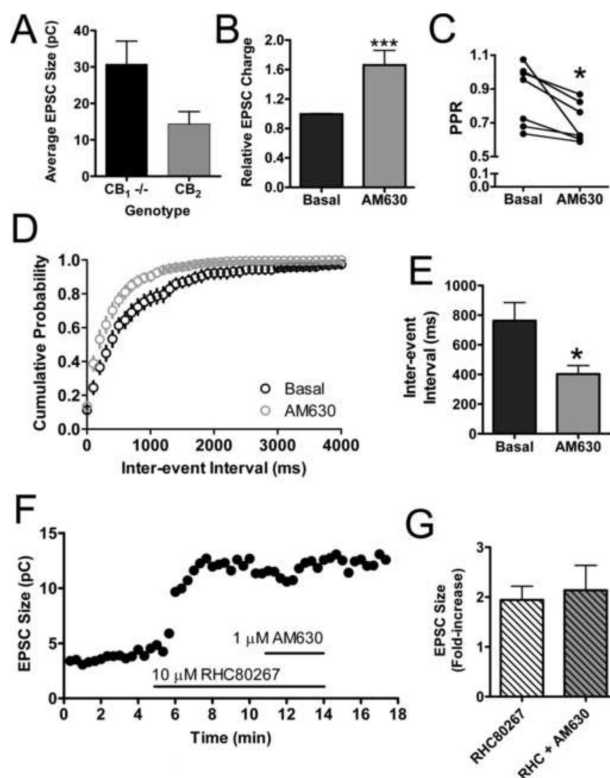 A
Average EPSC Size (pC)
40
30
20
10
0
CB1 -/-
CB2
Genotype
B
Relative EPSC Charge
2.0
1.6
1.2
0.8
0.4
0.0
***
Basal
AM630
C
PPR
1.1
0.9
0.7
0.5
0.1
0.0
*
Basal
AM630
D
Cumulative Probability
1.0
0.8
0.6
0.4
0.2
0.0
Basal
AM630
0
1000
2000
3000
4000
Inter-event Interval (ms)
E
Inter-event
Interval (ms)
1000
800
600
400
200
0
*
Basal
AM630
F
EPSC Size (pC)
15
10
5
0
1 μM AM630
10 μM RHC80267
0
2
4
6
8
10
12
14
16
18
Time (min)
G
EPSC Size
(Fold-increase)
3
2
1
0
RHC80267
RHC + AM630